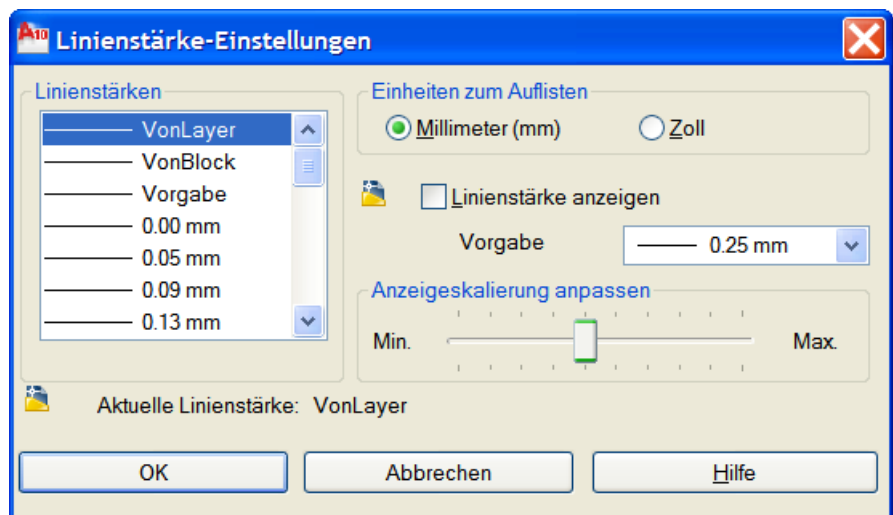 A10 Linienstärke-Einstellungen
Linienstärken
VonLayer
VonBlock
Vorgabe
0.00 mm
0.05 mm
0.09 mm
0.13 mm
Einheiten zum Auflisten
Millimeter (mm)
Zoll
Linienstärke anzeigen
Vorgabe
0.25 mm
Anzeigeskalierung anpassen
Min.
Max.
Aktuelle Linienstärke: VonLayer
OK
Abbrechen
Hilfe